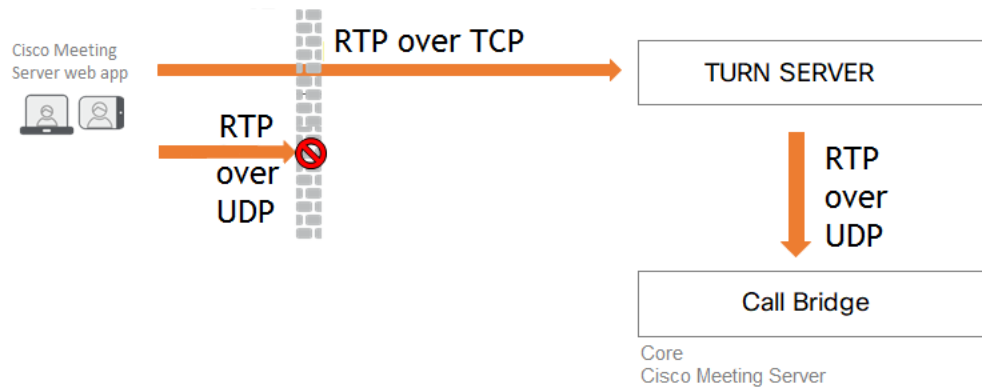 Cisco Meeting
Server web app
RTP over TCP
TURN SERVER
RTP
over
UDP
RTP
over
UDP
Call Bridge
Core
Cisco Meeting Server